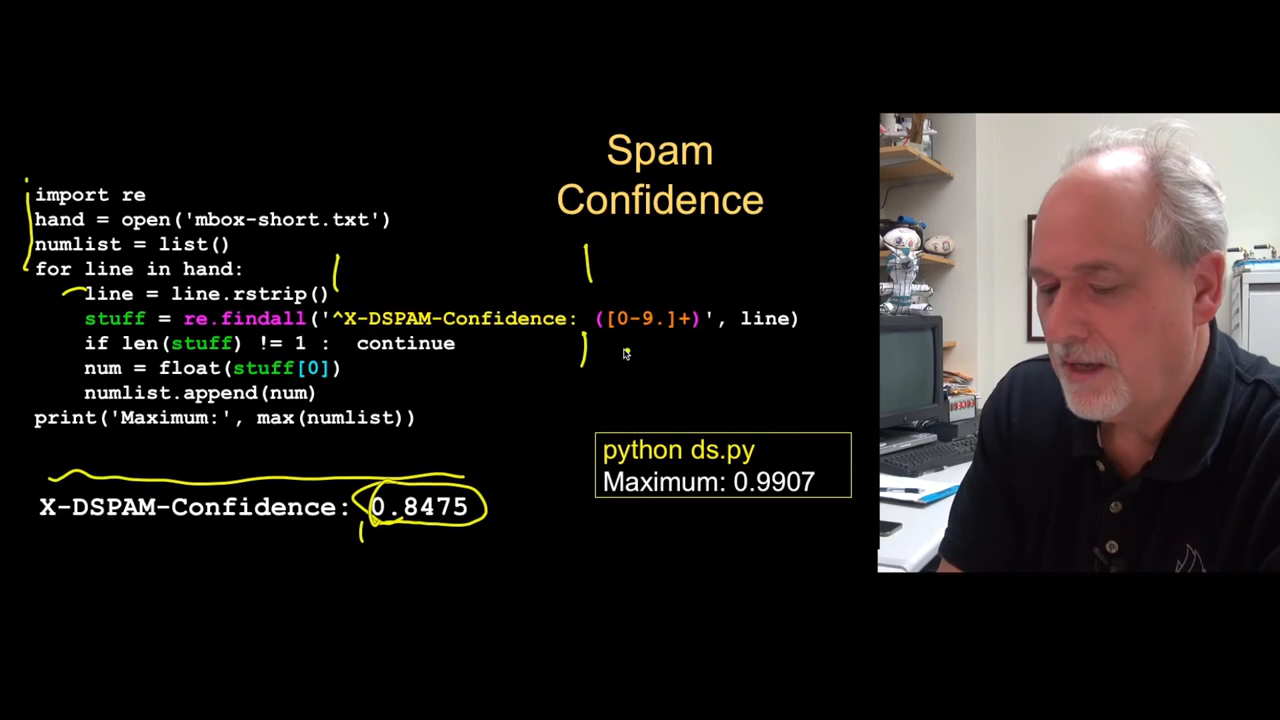 Spam
Confidence
import re
hand = open('mbox-short.txt')
numlist = list()
for line in hand:
    line = line.rstrip()
    stuff = re.findall('^X-DSPAM-Confidence: ([0-9.]+)', line)
    if len(stuff) != 1 :  continue
    num = float(stuff[0])
    numlist.append(num)
print('Maximum:', max(numlist))
python ds.py
Maximum: 0.9907
X-DSPAM-Confidence: 0.8475